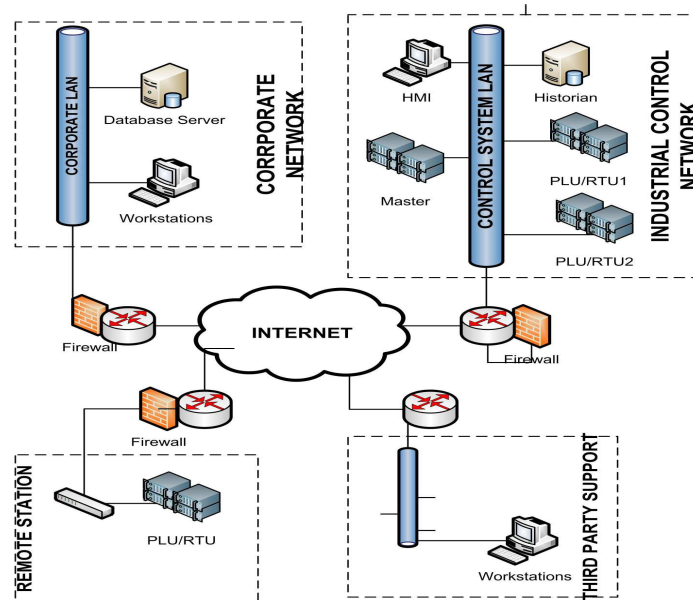 CORPORATE LAN
Database Server
Workstations
CORRPORATE
NETWORK
HMI
CONTROL SYSTEM LAN
Historian
Master
PLU/RTU1
PLU/RTU2
INDUSTRIAL CONTROL
NETWORK
Firewall
INTERNET
Firewall
Firewall
REMOTE STATION
PLU/RTU
Workstations
THIRD PARTY SUPPORT